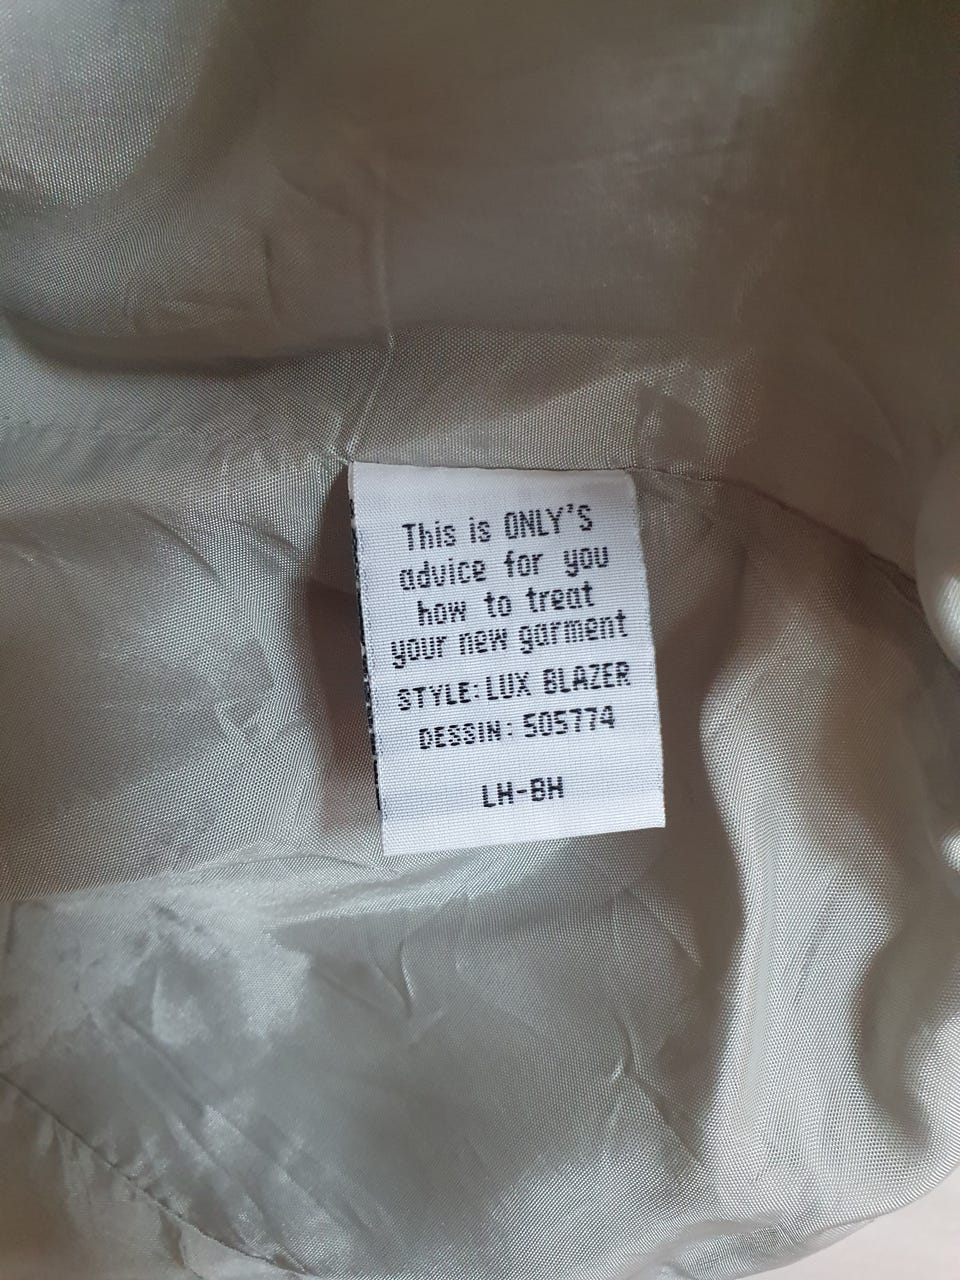 This is ONLY'S
advice for you
how to treat
your new garment
STYLE: LUX BLAZER
DESSIN: 505774
LH-BH